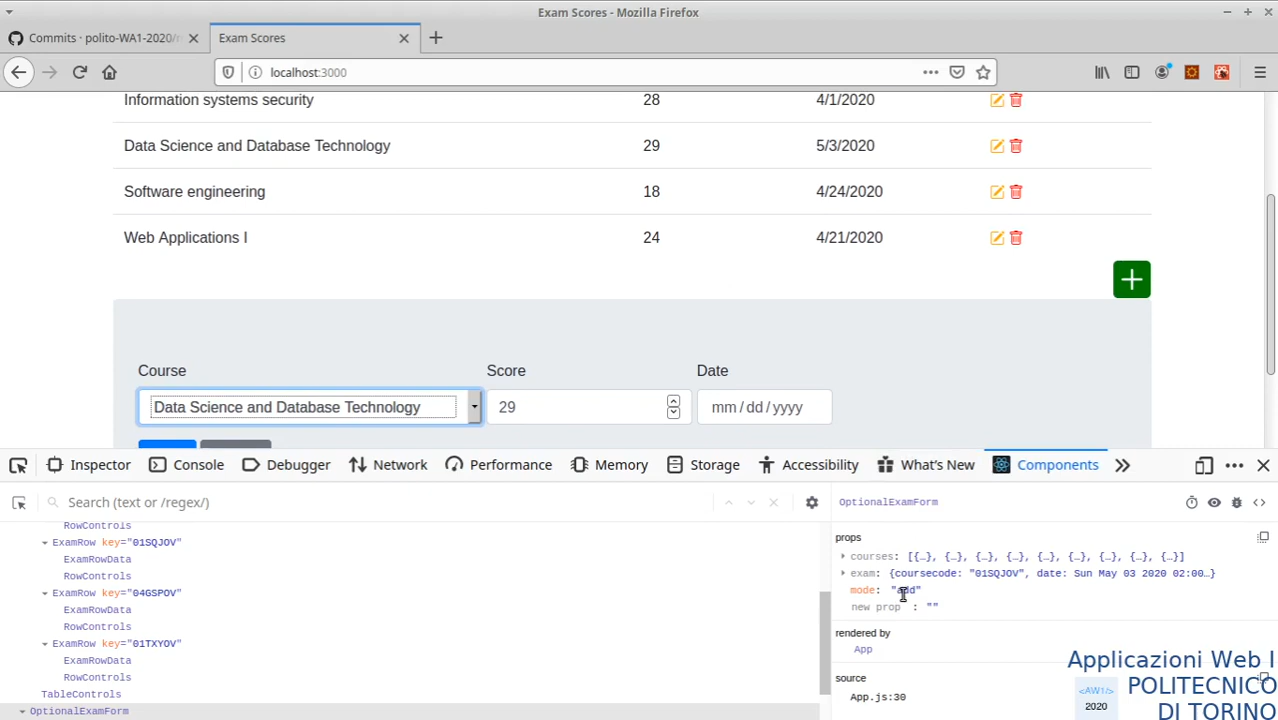 Exam Scores - Mozilla Firefox
Commits · polito-WA1-2020/r
Exam Scores
localhost:3000
Information systems security 28 4/1/2020
Data Science and Database Technology 29 5/3/2020
Software engineering 18 4/24/2020
Web Applications I 24 4/21/2020
Course Score Date
Data Science and Database Technology 29 mm / dd / yyyy
Inspector Console Debugger Network Performance Memory Storage Accessibility What's New Components
Search (text or /regex/)
RowControls
ExamRow key="01SQJOV"
ExamRowData
RowControls
ExamRow key="04GSPOV"
ExamRowData
RowControls
ExamRow key="01TXYOV"
ExamRowData
RowControls
TableControls
OptionalExamForm
OptionalExamForm
props
courses: [{…}, {…}, {…}, {…}, {…}, {…}, {…}, {…}, {…}]
exam: {coursecode: "01SQJOV", date: Sun May 03 2020 02:00…}
mode: "add"
new prop : ""
rendered by
App
source
App.js:30
Applicazioni Web I
POLITECNICO
DI TORINO
<AW1/>
2020